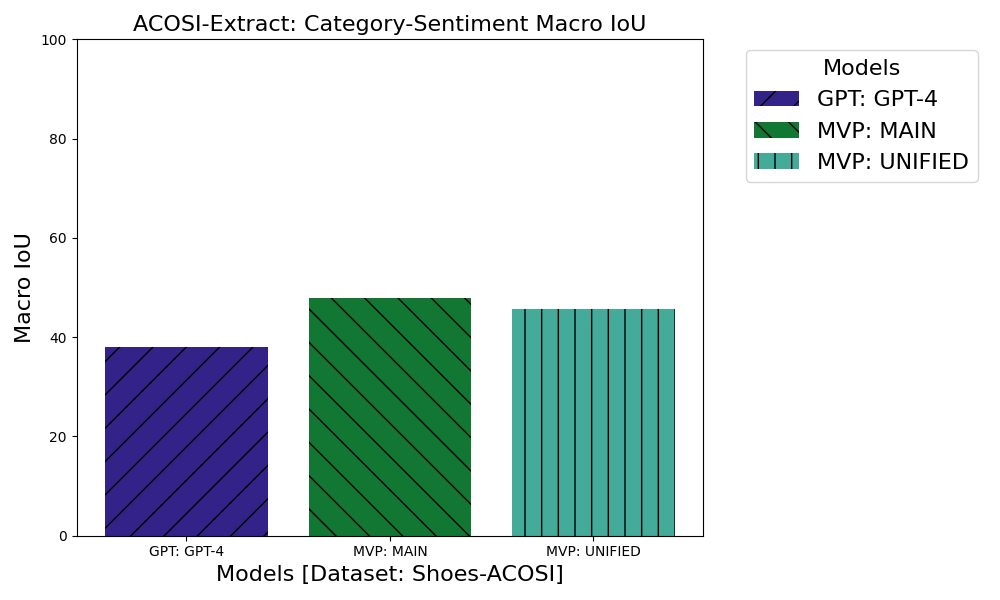 ACOSI-Extract: Category-Sentiment Macro IoU
100
80
60
40
20
0
Macro IoU
GPT: GPT-4
MVP: MAIN
MVP: UNIFIED
Models [Dataset: Shoes-ACOSI]
Models
GPT: GPT-4
MVP: MAIN
MVP: UNIFIED